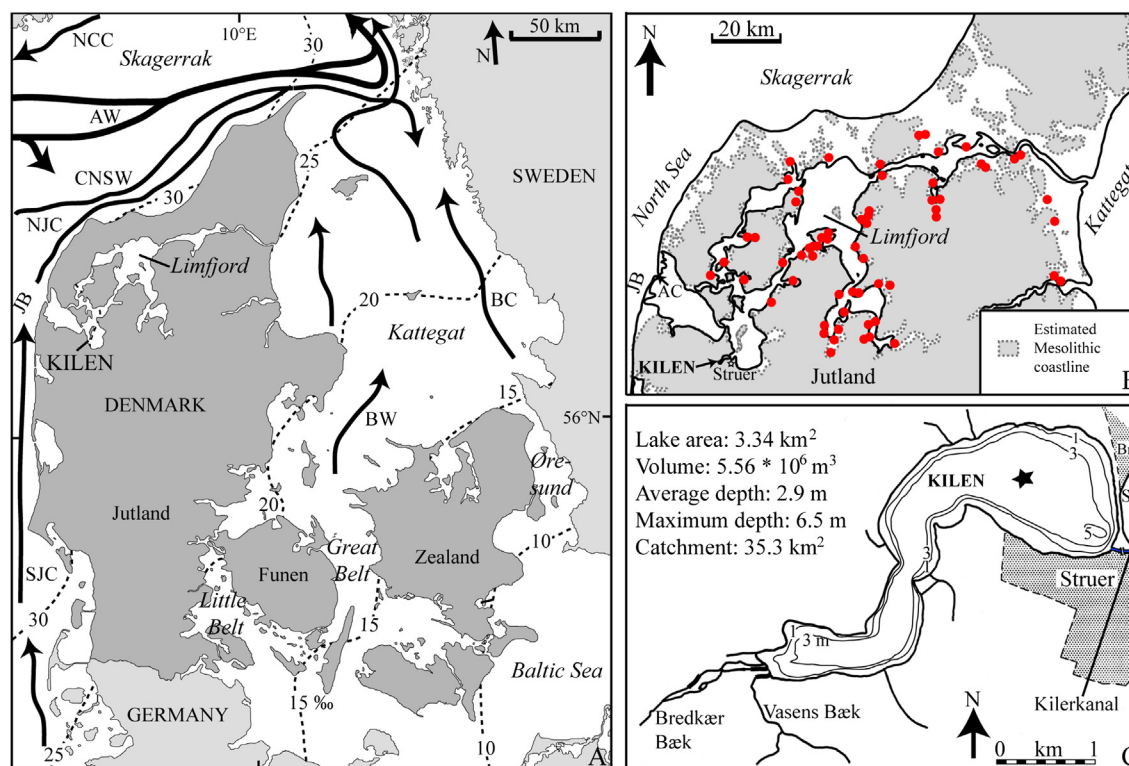 NCC
10°E
30
50 km
N
Skagerrak
AW
CNSW
30
25
SWEDEN
NJC
JB
Limfjord
20
BC
KILEN
Kattegat
DENMARK
15
BW
56°N
Øre-
sund
20
Jutland
10
Great
Belt
Zealand
SJC
Funen
Little
Belt
30
15
Baltic Sea
15 ‰
GERMANY
25
10
A
20 km
N
Skagerrak
North Sea
Kattegat
Limfjord
JB
AC
KILEN
Struer
Jutland
Estimated
Mesolithic
coastline
Lake area: 3.34 km²
Volume: 5.56 * 10⁶ m³
Average depth: 2.9 m
Maximum depth: 6.5 m
Catchment: 35.3 km²
1
3
KILEN
5
3
1
Struer
1
3 m
Kilerkanal
Bredkær
Bæk
Vasens Bæk
N
0 km 1